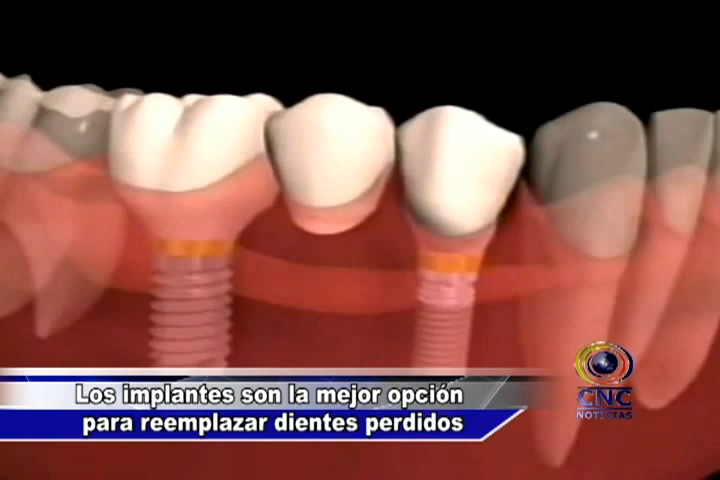 Los implantes son la mejor opción
para reemplazar dientes perdidos
CNC
NOTICIAS